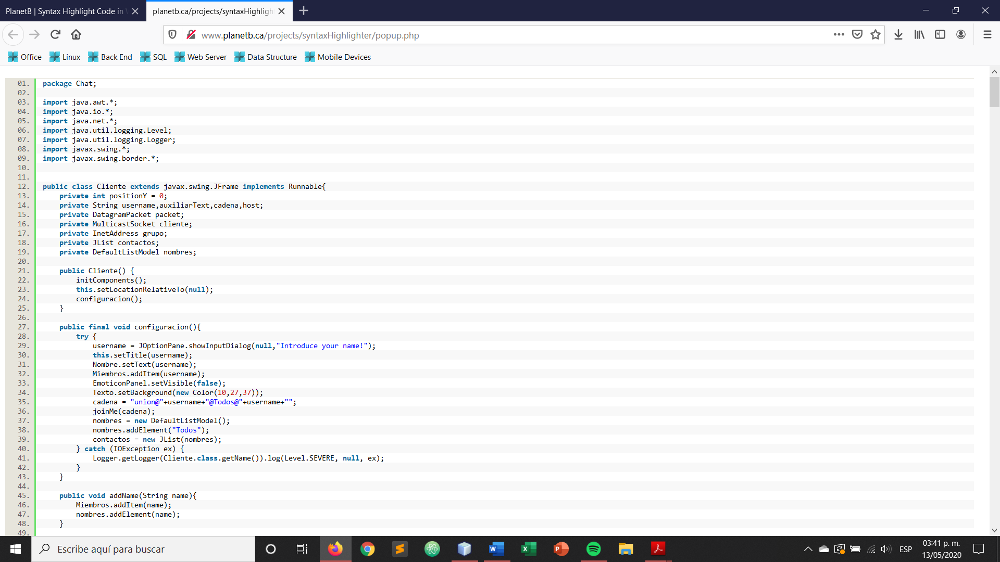 PlanetB | Syntax Highlight Code in
planetb.ca/projects/syntaxHighligh
www.planetb.ca/projects/syntaxHighlighter/popup.php
Office Linux Back End SQL Web Server Data Structure Mobile Devices
01. package Chat;
02.
03. import java.awt.*;
04. import java.io.*;
05. import java.net.*;
06. import java.util.logging.Level;
07. import java.util.logging.Logger;
08. import javax.swing.*;
09. import javax.swing.border.*;
10.
11.
12. public class Cliente extends javax.swing.JFrame implements Runnable{
13.     private int positionY = 0;
14.     private String username,auxiliarText,cadena,host;
15.     private DatagramPacket packet;
16.     private MulticastSocket cliente;
17.     private InetAddress grupo;
18.     private JList contactos;
19.     private DefaultListModel nombres;
20.
21.     public Cliente() {
22.         initComponents();
23.         this.setLocationRelativeTo(null);
24.         configuracion();
25.     }
26.
27.     public final void configuracion(){
28.         try {
29.             username = JOptionPane.showInputDialog(null,"Introduce your name!");
30.             this.setTitle(username);
31.             Nombre.setText(username);
32.             Miembros.addItem(username);
33.             EmoticonPanel.setVisible(false);
34.             Texto.setBackground(new Color(10,27,37));
35.             cadena = "union@"+username+"@Todos@"+username+"";
36.             joinMe(cadena);
37.             nombres = new DefaultListModel();
38.             nombres.addElement("Todos");
39.             contactos = new JList(nombres);
40.         } catch (IOException ex) {
41.             Logger.getLogger(Cliente.class.getName()).log(Level.SEVERE, null, ex);
42.         }
43.     }
44.
45.     public void addName(String name){
46.         Miembros.addItem(name);
47.         nombres.addElement(name);
48.     }
49.
Escribe aquí para buscar
ESP
03:41 p. m.
13/05/2020